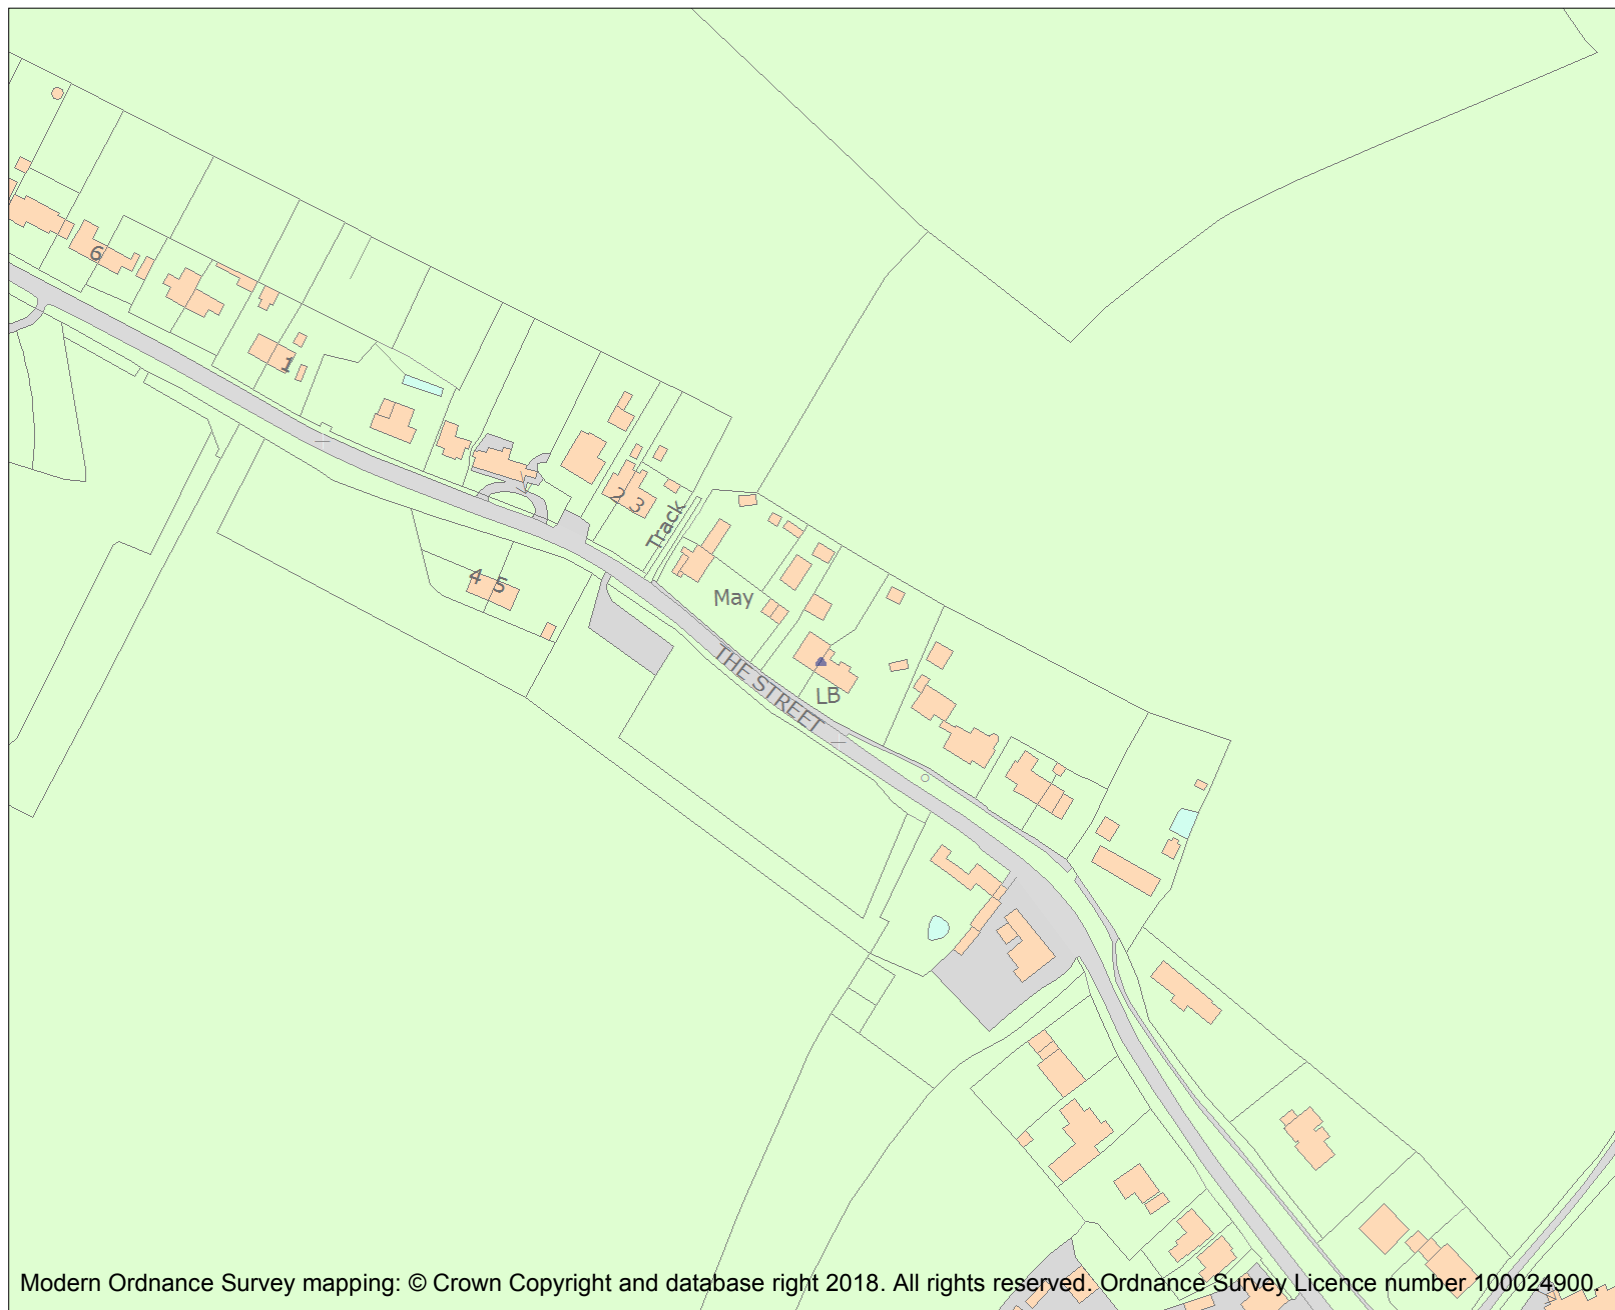 6
1
2 3
Track
4 5
May
THE STREET
LB
Modern Ordnance Survey mapping: © Crown Copyright and database right 2018. All rights reserved. Ordnance Survey Licence number 100024900.